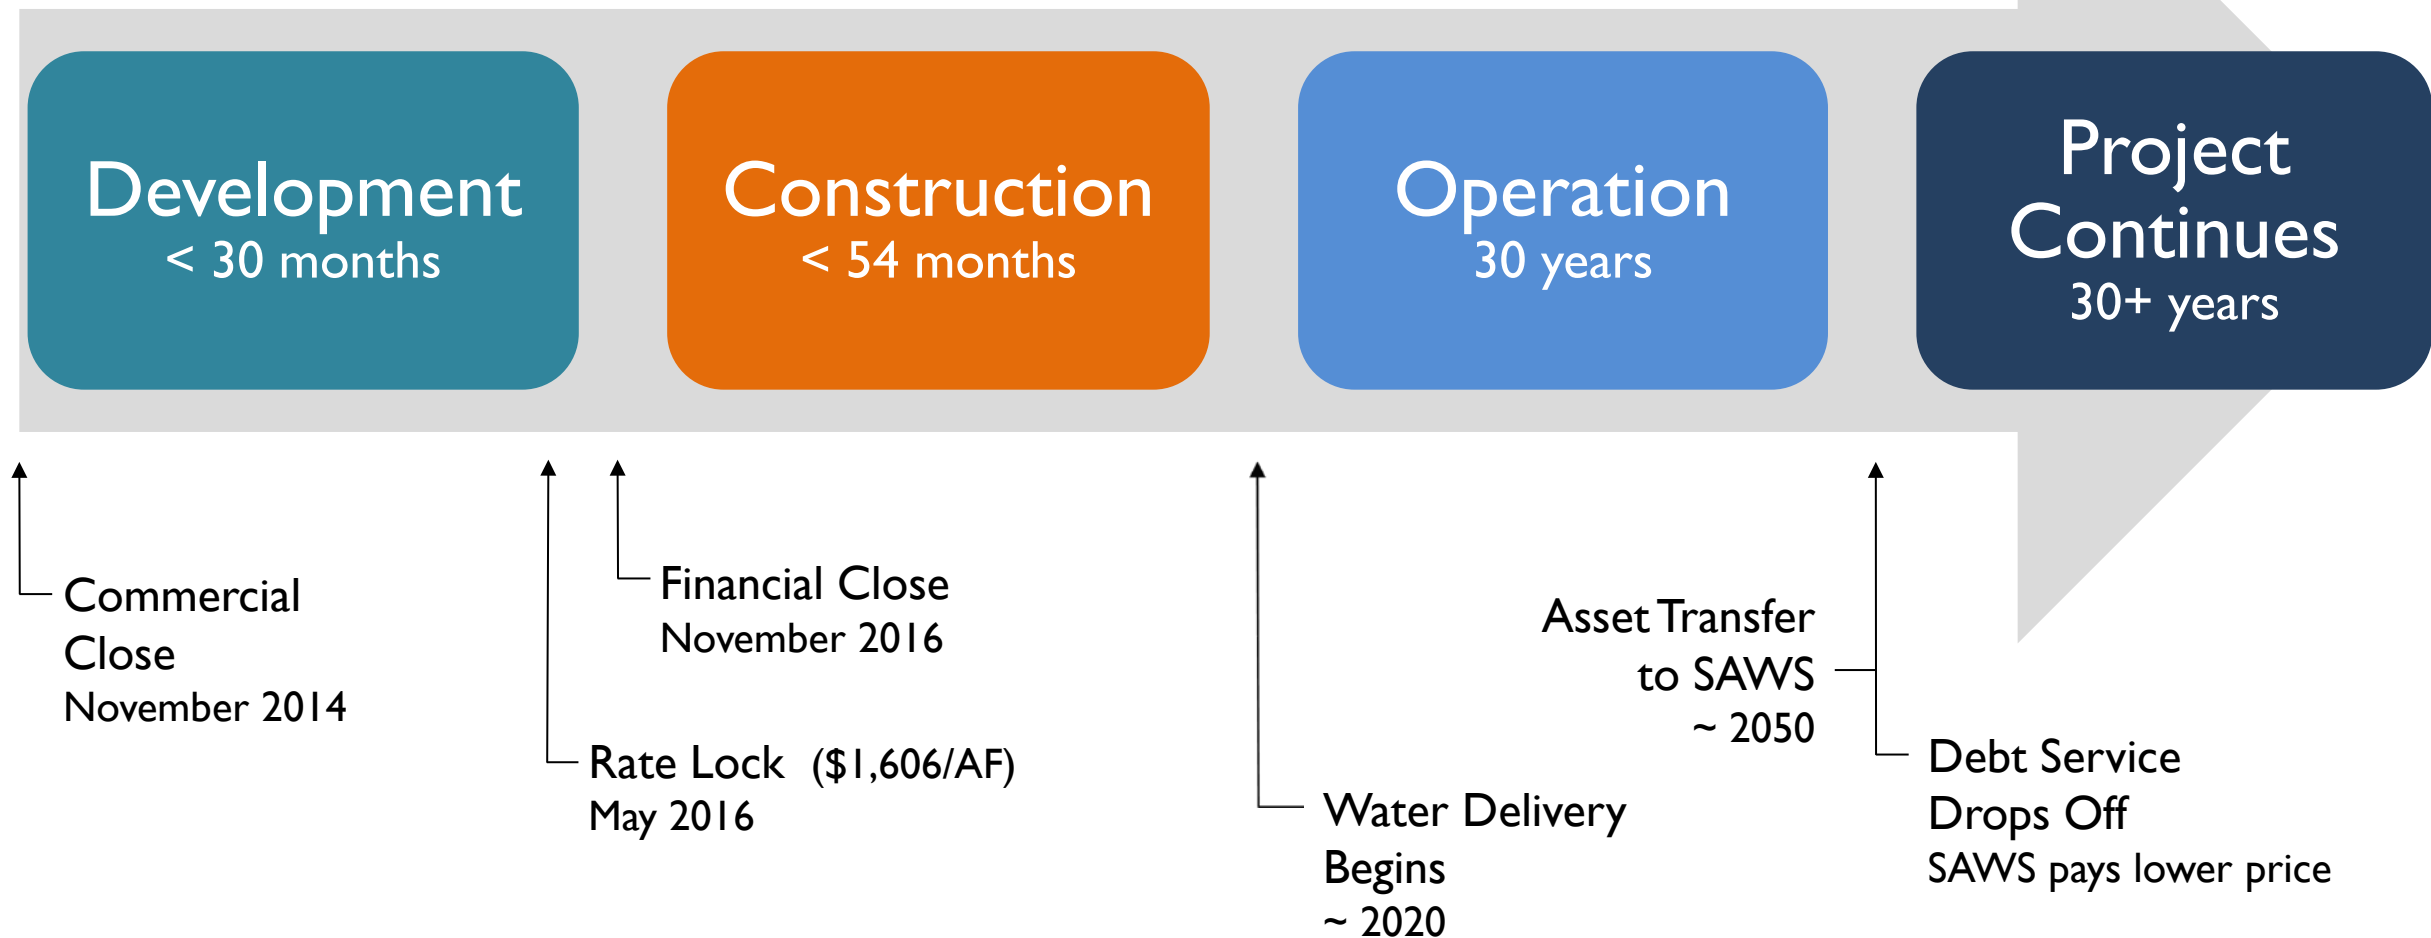 Development
< 30 months
Construction
< 54 months
Operation
30 years
Project
Continues
30+ years
Commercial
Close
November 2014
Financial Close
November 2016
Rate Lock ($1,606/AF)
May 2016
Water Delivery
Begins
~ 2020
Asset Transfer
to SAWS
~ 2050
Debt Service
Drops Off
SAWS pays lower price